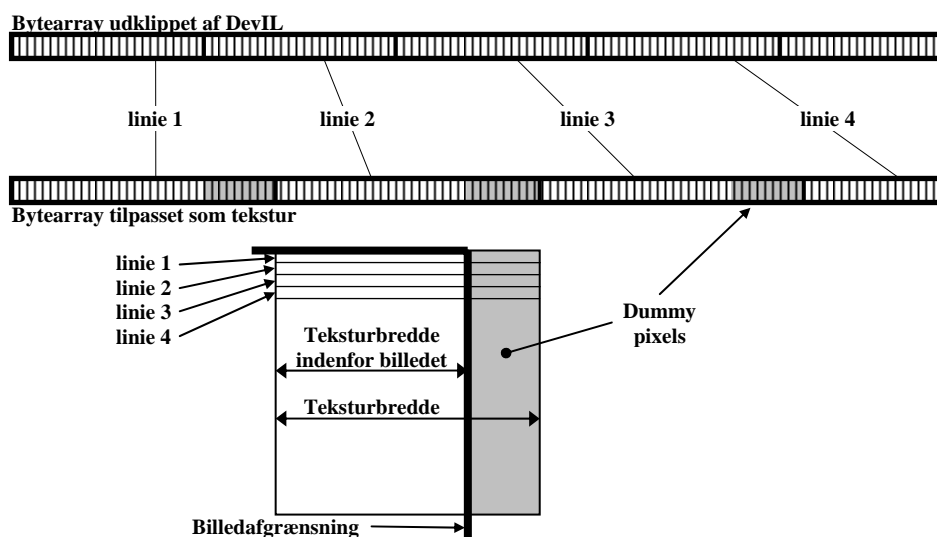 Bytearray udklippet af DevIL
linie 1
linie 2
linie 3
linie 4
Bytearray tilpasset som tekstur
linie 1
linie 2
linie 3
linie 4
Dummy
pixels
Teksturbredde
indenfor billedet
Teksturbredde
Billedafgrænsning